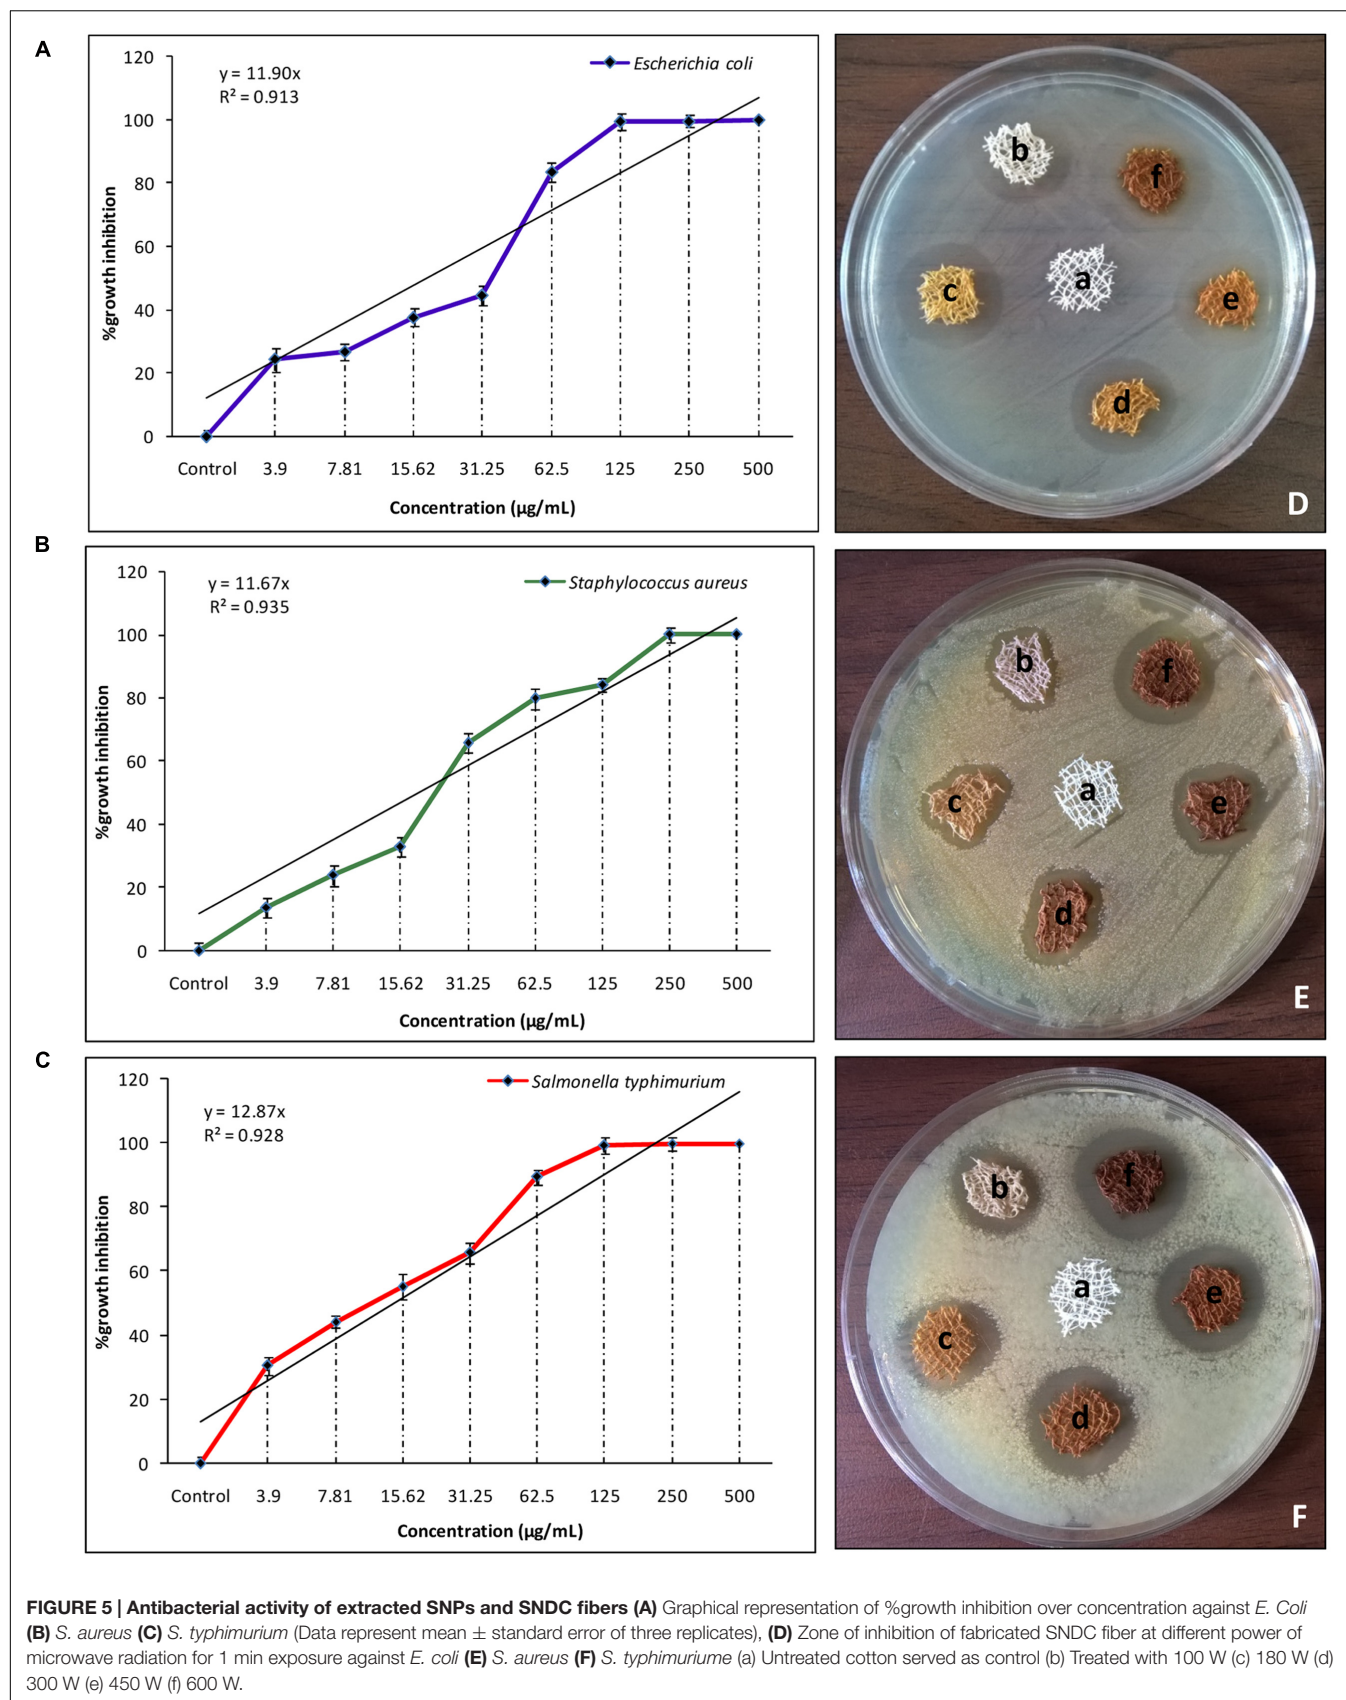 A
120
100
80
60
40
20
0
%growth inhibition
y = 11.90x
R² = 0.913
Escherichia coli
Control 3.9 7.81 15.62 31.25 62.5 125 250 500
Concentration (µg/mL)
b
f
a
c
e
d
D
B
120
100
80
60
40
20
0
%growth inhibition
y = 11.67x
R² = 0.935
Staphylococcus aureus
Control 3.9 7.81 15.62 31.25 62.5 125 250 500
Concentration (µg/mL)
b
f
a
c
e
d
E
C
120
100
80
60
40
20
0
%growth inhibition
y = 12.87x
R² = 0.928
Salmonella typhimurium
Control 3.9 7.81 15.62 31.25 62.5 125 250 500
Concentration (µg/mL)
b
f
a
e
c
d
F
FIGURE 5 | Antibacterial activity of extracted SNPs and SNDC fibers (A) Graphical representation of %growth inhibition over concentration against E. Coli
(B) S. aureus (C) S. typhimurium (Data represent mean ± standard error of three replicates), (D) Zone of inhibition of fabricated SNDC fiber at different power of
microwave radiation for 1 min exposure against E. coli (E) S. aureus (F) S. typhimuriume (a) Untreated cotton served as control (b) Treated with 100 W (c) 180 W (d)
300 W (e) 450 W (f) 600 W.